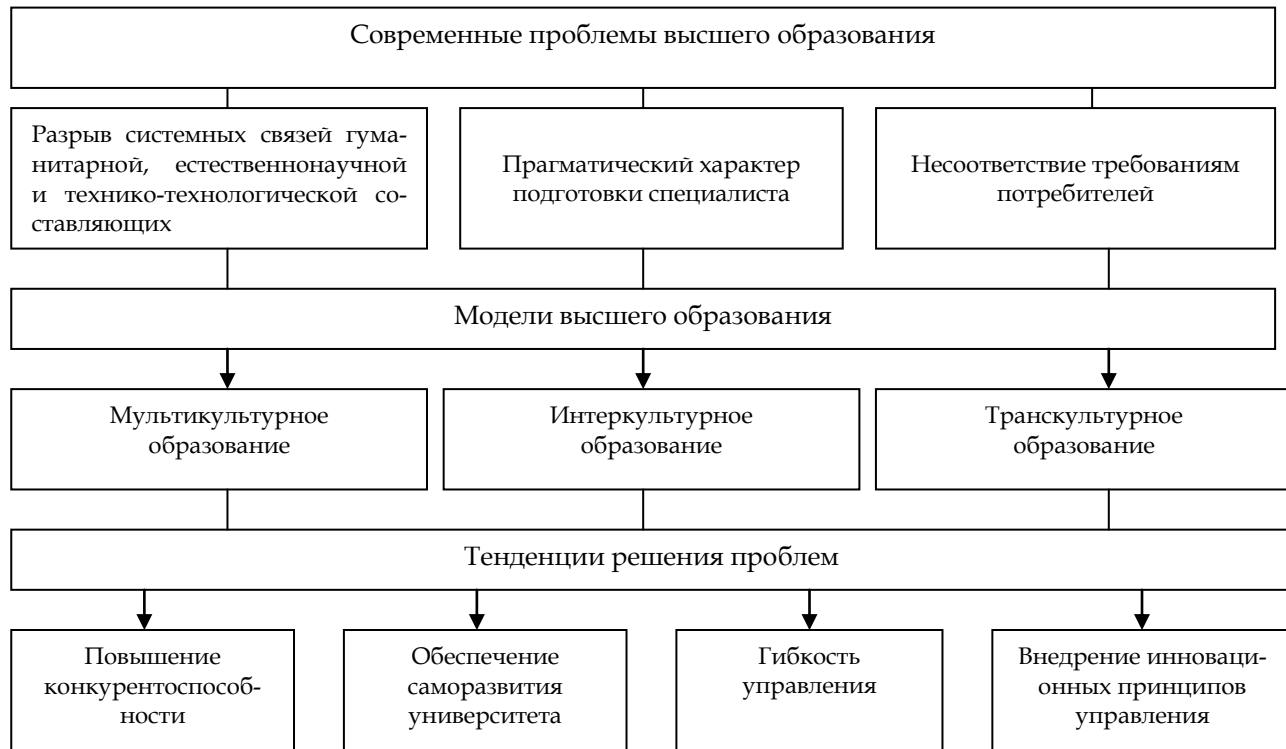 Современные проблемы высшего образования
Разрыв системных связей гума-
нитарной, естественнонаучной
и технико-технологической со-
ставляющих
Прагматический характер
подготовки специалиста
Несоответствие требованиям
потребителей
Модели высшего образования
Мультикультурное
образование
Интеркультурное
образование
Транскультурное
образование
Тенденции решения проблем
Повышение
конкурентоспособ-
ности
Обеспечение
саморазвития
университета
Гибкость
управления
Внедрение инноваци-
онных принципов
управления